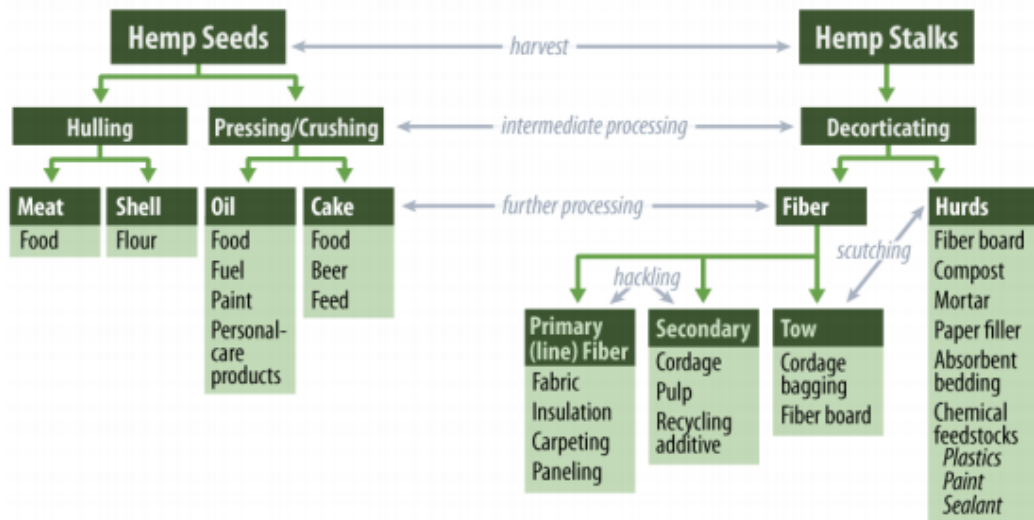 Hemp Seeds
harvest
Hemp Stalks
Hulling
Pressing/Crushing
intermediate processing
Decorticating
Meat
Food
Shell
Flour
Oil
Food
Fuel
Paint
Personal-
care
products
Cake
Food
Beer
Feed
further processing
Fiber
scutching
hackling
Primary
(line) Fiber
Fabric
Insulation
Carpeting
Paneling
Secondary
Cordage
Pulp
Recycling
additive
Tow
Cordage
bagging
Fiber board
Hurds
Fiber board
Compost
Mortar
Paper filler
Absorbent
bedding
Chemical
feedstocks
Plastics
Paint
Sealant